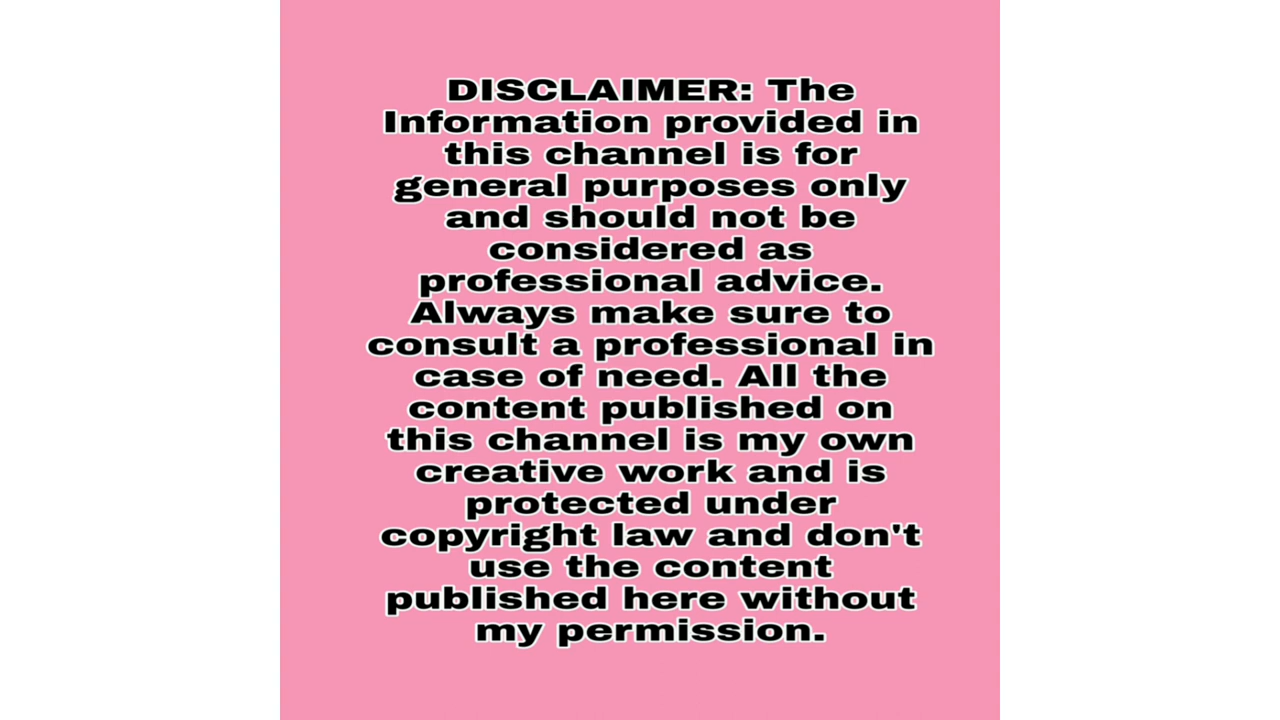 DISCLAIMER: The
Information provided in
this channel is for
general purposes only
and should not be
considered as
professional advice.
Always make sure to
consult a professional in
case of need. All the
content published on
this channel is my own
creative work and is
protected under
copyright law and don't
use the content
published here without
my permission.